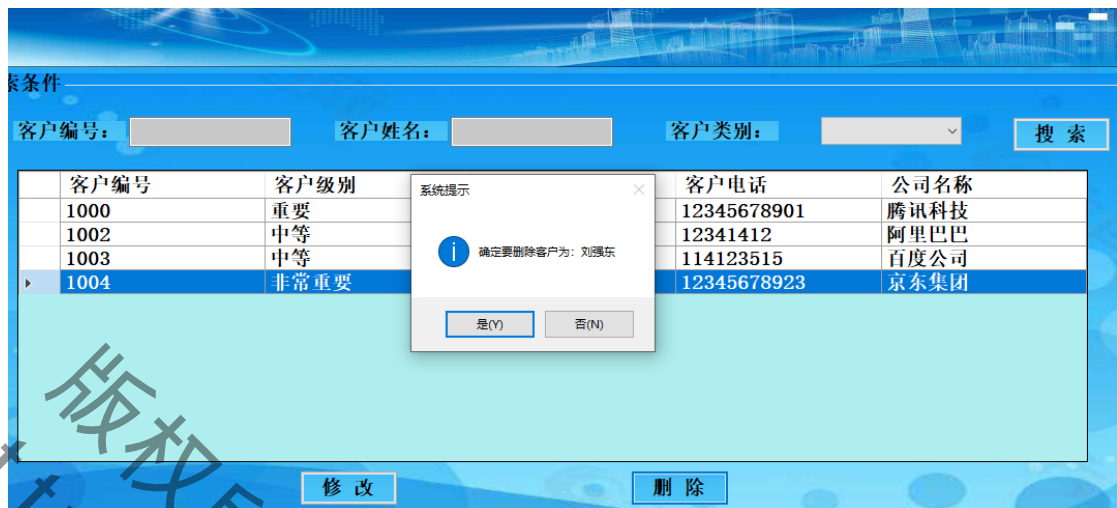 索条件
客户编号： 客户姓名： 客户类别： 搜 索
客户编号 客户级别 客户电话 公司名称
1000 重要 12345678901 腾讯科技
1002 中等 12341412 阿里巴巴
1003 中等 114123515 百度公司
1004 非常重要 12345678923 京东集团
系统提示
确定要删除客户为：刘强东
是(Y) 否(N)
修 改 删 除
版权